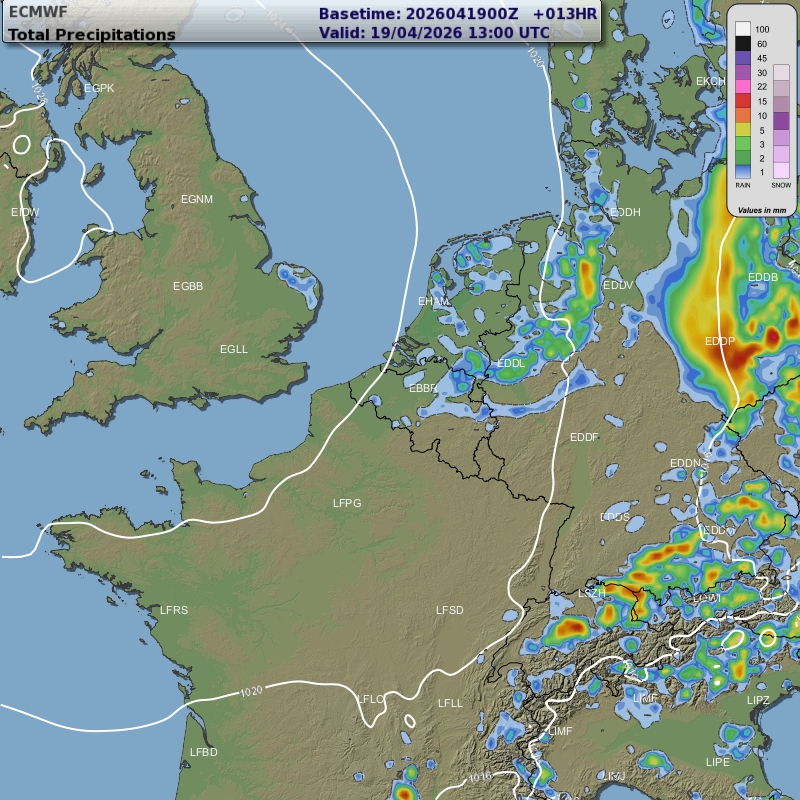 ECMWF
Basetime: 2026041900Z +013HR
Total Precipitations
Valid: 19/04/2026 13:00 UTC
100
60
45
30
22
15
10
5
3
2
1
RAIN
SNOW
Values in mm
1020
EGPK
EKCH
EGNM
EIDW
EDDH
EDDB
EGBB
EDDV
EHAM
EDDP
EGLL
EDDL
EBBR
EDDF
EDDN
LFPG
EDDS
LSZH
LOWI
LFRS
LFSD
1020
LFLC
LFLL
LIPZ
LIMF
LFBD
LIPE
LIMJ
1016